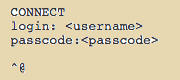 CONNECT
login: <username>
passcode:<passcode>
^@